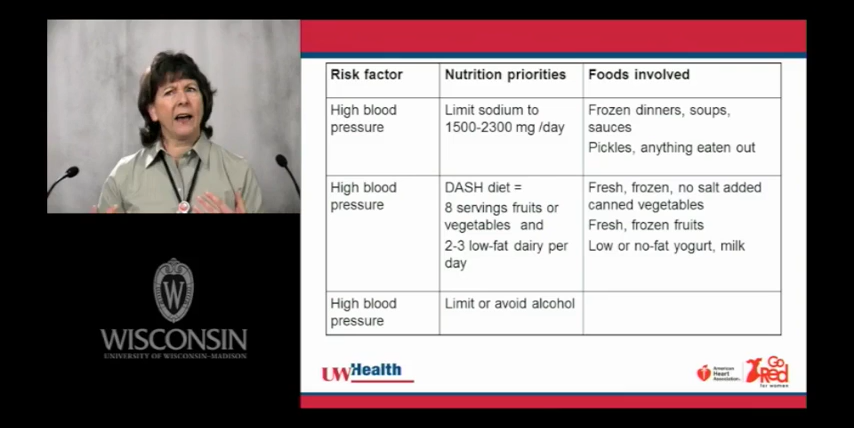 Risk factor
Nutrition priorities
Foods involved
High blood
pressure
Limit sodium to
1500-2300 mg /day
Frozen dinners, soups,
sauces
Pickles, anything eaten out
High blood
pressure
DASH diet =
8 servings fruits or
vegetables and
2-3 low-fat dairy per
day
Fresh, frozen, no salt added
canned vegetables
Fresh, frozen fruits
Low or no-fat yogurt, milk
High blood
pressure
Limit or avoid alcohol
W
WISCONSIN
UNIVERSITY OF WISCONSIN-MADISON
UWHealth
American
Heart
Association
Go
Red
for women